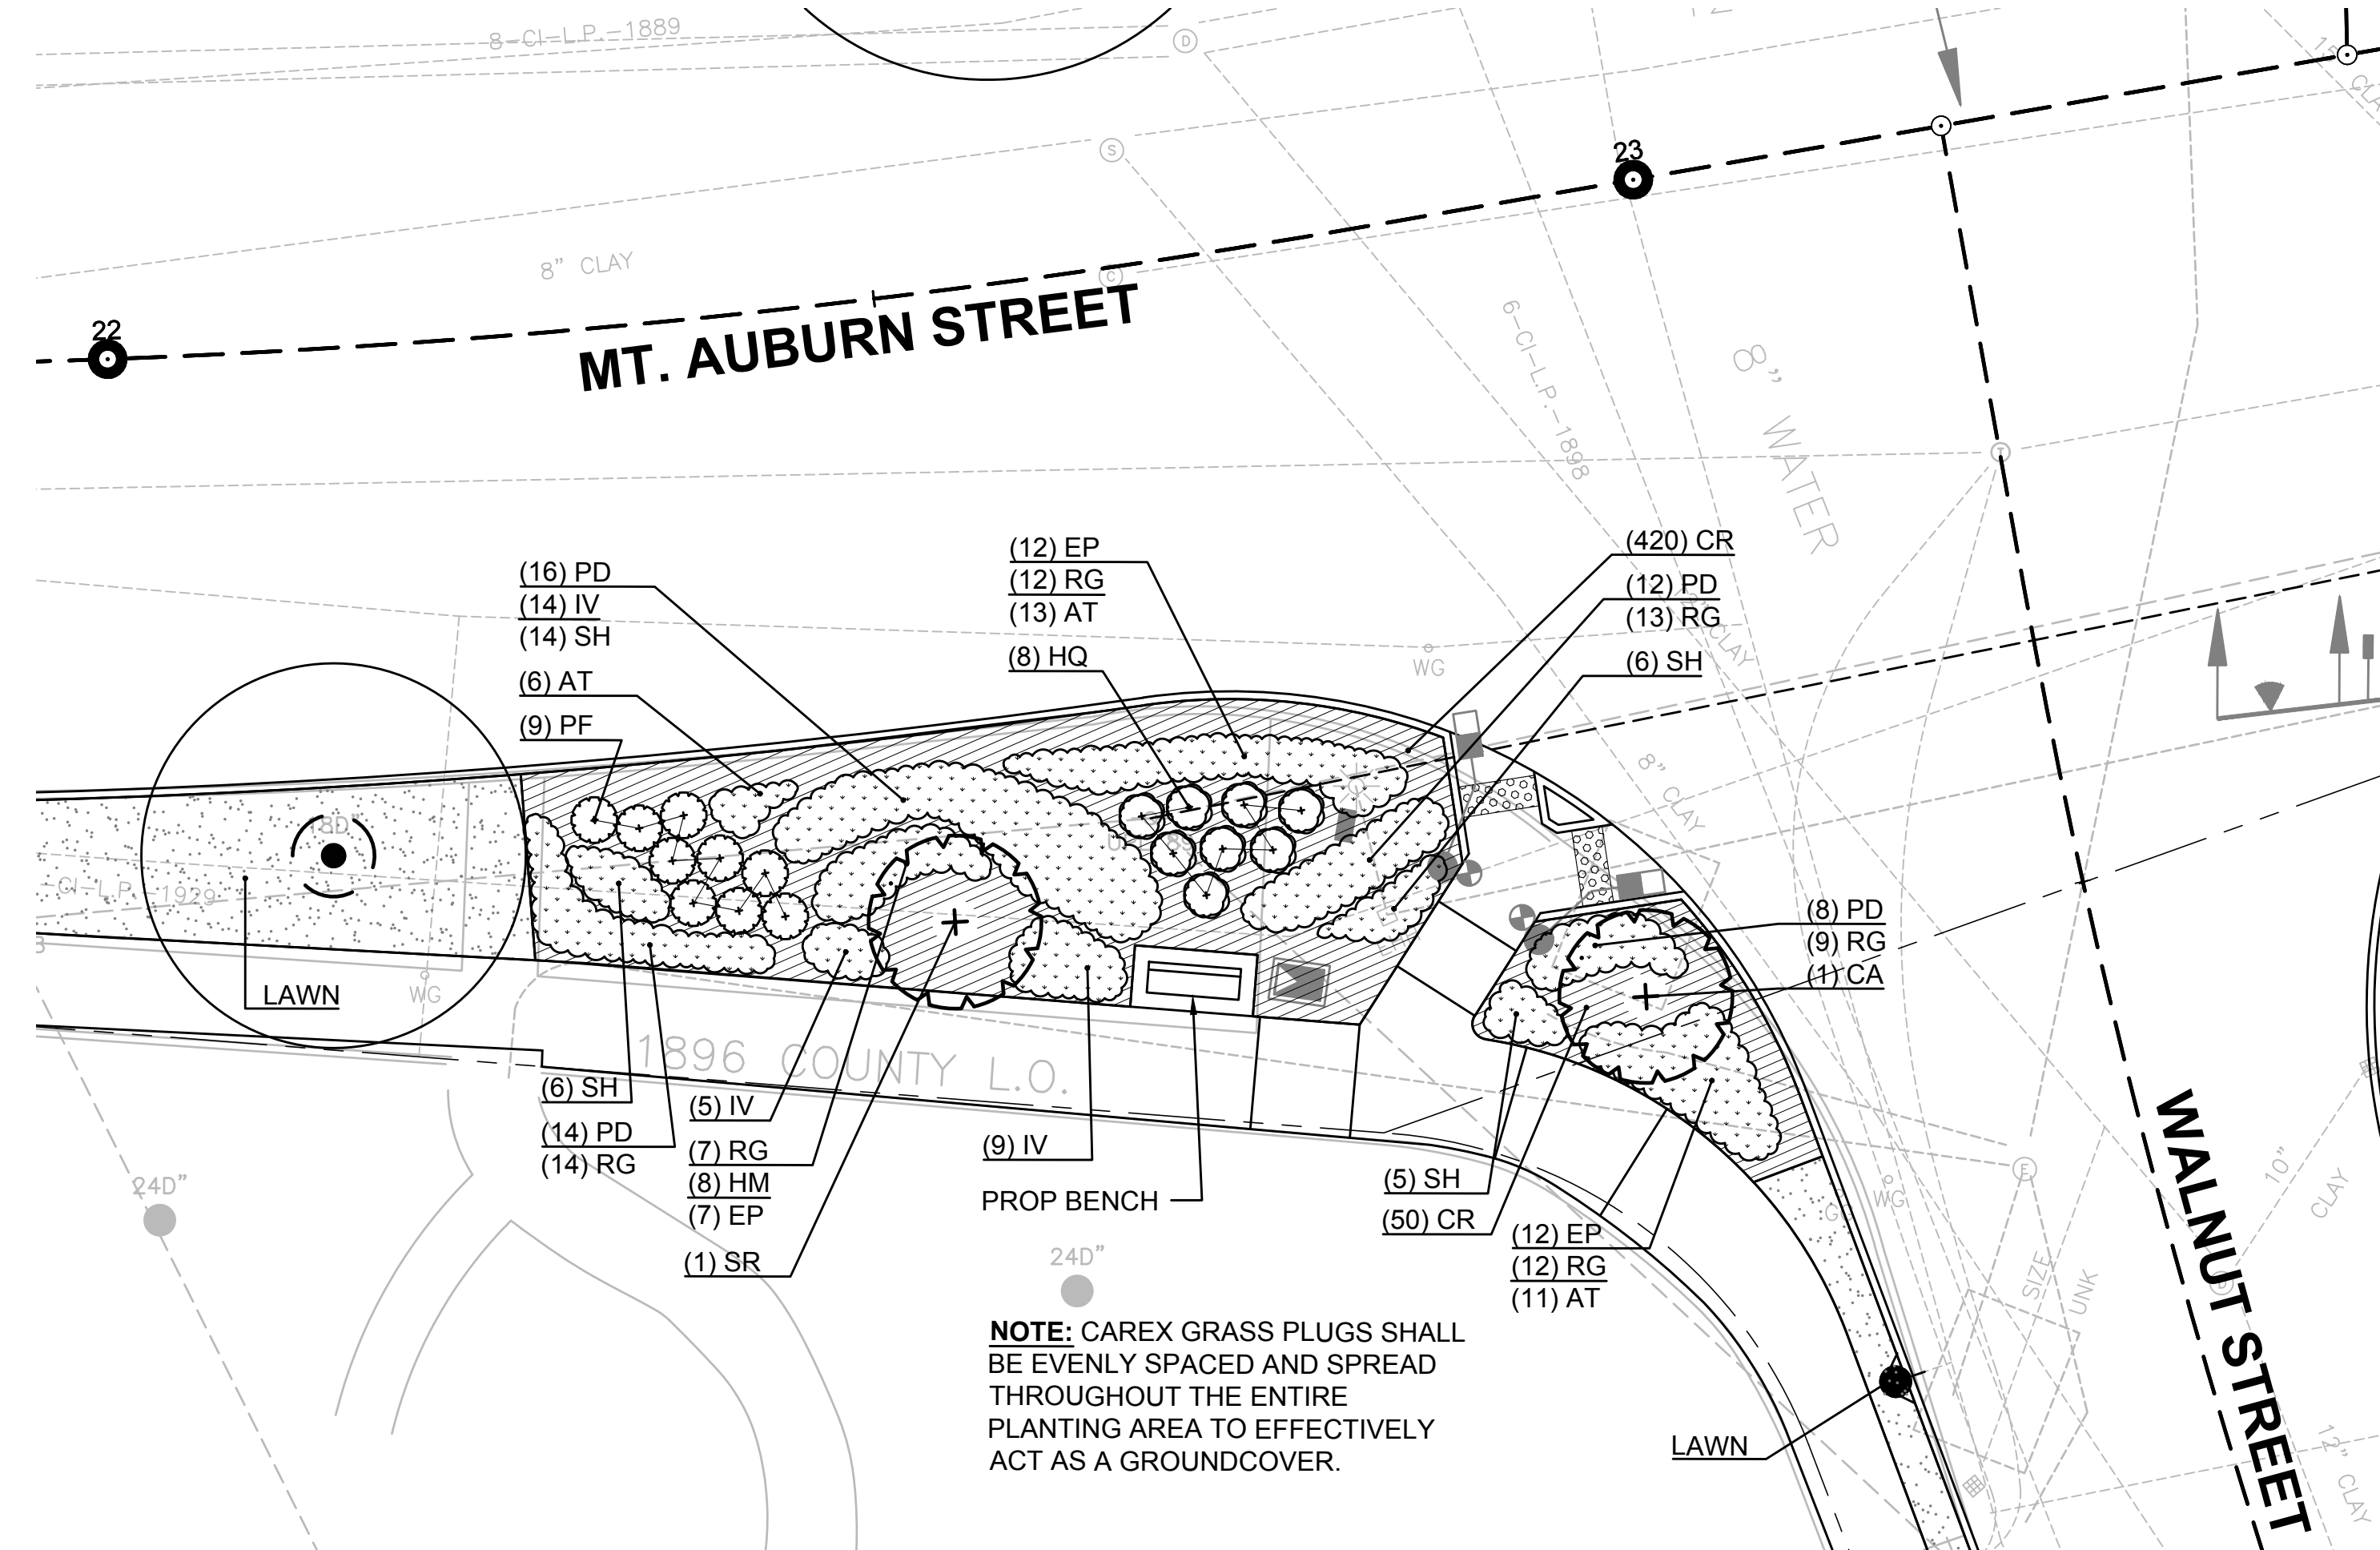 8-CI-L.P.-1889
D
S
23
22
8" CLAY
C
MT. AUBURN STREET
6-CI-L.P.-1898
8" WATER
T
(16) PD
(14) IV
(14) SH
(6) AT
(9) PF
(12) EP
(12) RG
(13) AT
(8) HQ
(420) CR
(12) PD
(13) RG
(6) SH
WG
CLAY
8" CLAY
18D
-CI-L.P.-1929
LAWN
WG
(8) PD
(9) RG
(1) CA
1896 COUNTY L.O.
(6) SH
(14) PD
(14) RG
(5) IV
(7) RG
(8) HM
(7) EP
(1) SR
(9) IV
PROP BENCH
(5) SH
(50) CR
(12) EP
(12) RG
(11) AT
24D"
24D"
WG
E
10" CLAY
SIZE
UNK
NOTE: CAREX GRASS PLUGS SHALL
BE EVENLY SPACED AND SPREAD
THROUGHOUT THE ENTIRE
PLANTING AREA TO EFFECTIVELY
ACT AS A GROUNDCOVER.
LAWN
WALNUT STREET
12" CLAY